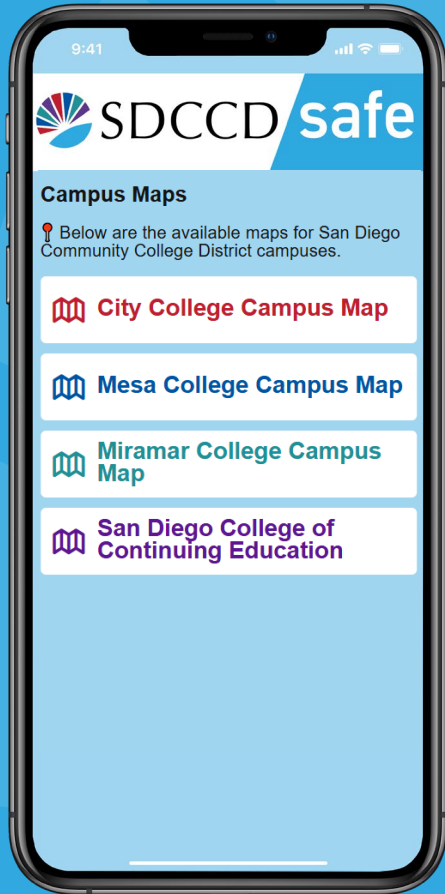 9:41
SDCCD safe
Campus Maps
Below are the available maps for San Diego
Community College District campuses.
City College Campus Map
Mesa College Campus Map
Miramar College Campus
Map
San Diego College of
Continuing Education